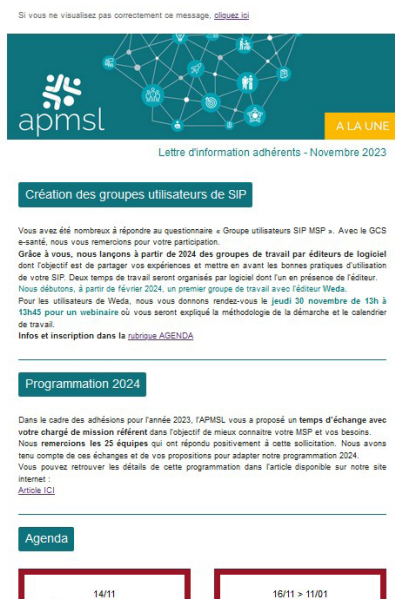 Si vous ne visualisez pas correctement ce message, cliquez ici
apmsl
A LA UNE
Lettre d'information adhérents - Novembre 2023
Création des groupes utilisateurs de SIP
Vous avez été nombreux à répondre au questionnaire « Groupe utilisateurs SIP MSP ». Avec le GCS
e-santé, nous vous remercions pour votre participation.
Grâce à vous, nous lançons à partir de 2024 des groupes de travail par éditeurs de logiciel
dont l'objectif est de partager vos expériences et mettre en avant les bonnes pratiques d'utilisation
de votre SIP. Deux temps de travail seront organisés par logiciel dont l'un en présence de l'éditeur.
Nous débutons, à partir de février 2024, un premier groupe de travail avec l'éditeur Weda.
Pour les utilisateurs de Weda, nous vous donnons rendez-vous le jeudi 30 novembre de 13h à
13h45 pour un webinaire où vous seront expliqué la méthodologie de la démarche et le calendrier
de travail.
Infos et inscription dans la rubrique AGENDA
Programmation 2024
Dans le cadre des adhésions pour l'année 2023, l'APMSL vous a proposé un temps d'échange avec
votre chargé de mission référent dans l'objectif de mieux connaitre votre MSP et vos besoins.
Nous remercions les 25 équipes qui ont répondu positivement à cette sollicitation. Nous avons
tenu compte de ces échanges et de vos propositions pour adapter notre programmation 2024.
Vous pouvez retrouver les détails de cette programmation dans l'article disponible sur notre site
internet :
Article ICI
Agenda
14/11
16/11 > 11/01